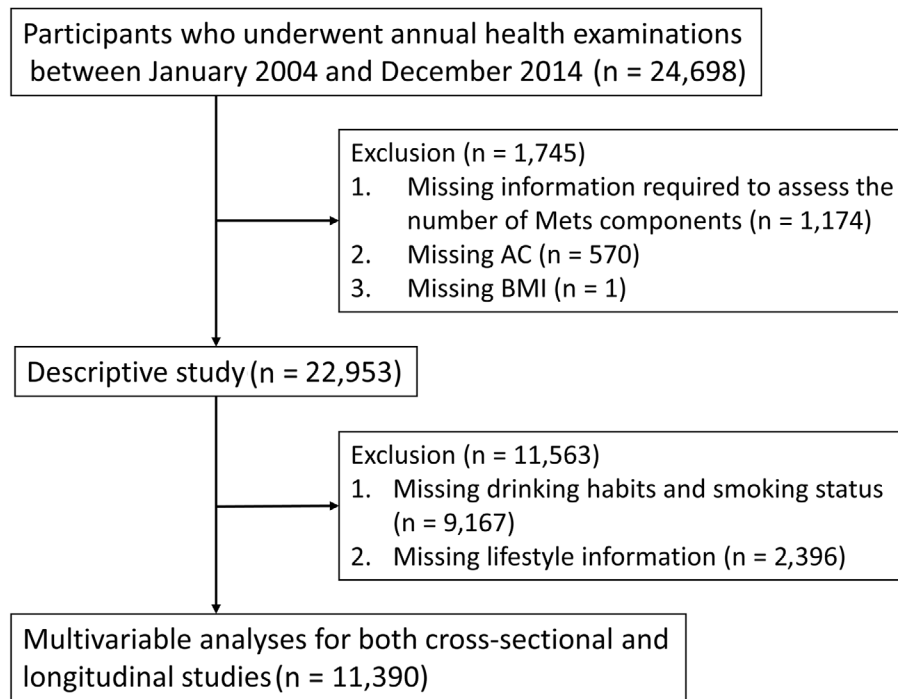 Participants who underwent annual health examinations
between January 2004 and December 2014 (n = 24,698)
Exclusion (n = 1,745)
1. Missing information required to assess the
number of Mets components (n = 1,174)
2. Missing AC (n = 570)
3. Missing BMI (n = 1)
Descriptive study (n = 22,953)
Exclusion (n = 11,563)
1. Missing drinking habits and smoking status
(n = 9,167)
2. Missing lifestyle information (n = 2,396)
Multivariable analyses for both cross-sectional and
longitudinal studies (n = 11,390)